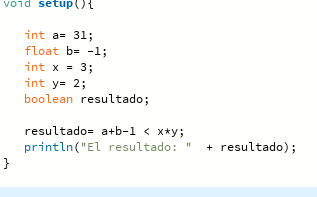 void setup(){
int a= 31;
float b= -1;
int x = 3;
int y= 2;
boolean resultado;
resultado= a+b-1 < x*y;
println("El resultado: " + resultado);
}